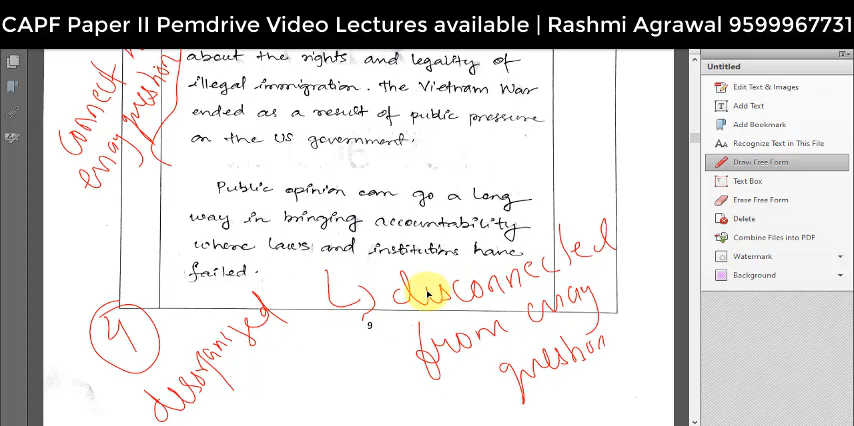 CAPF Paper II Pemdrive Video Lectures available | Rashmi Agrawal 9599967731
about the rights and legality of
illegal immigration. The Vietnam War
ended as a result of public pressure
on the US government.
Public opinion can go a long
way in bringing accountability
where laws and institutions have
failed.
connect
essay question
disconnected
from essay
question
4
disorganized
9
Untitled
Edit Text & Images
Add Text
Add Bookmark
Recognize Text in This File
Draw Free Form
Text Box
Erase Free Form
Delete
Combine Files into PDF
Watermark
Background